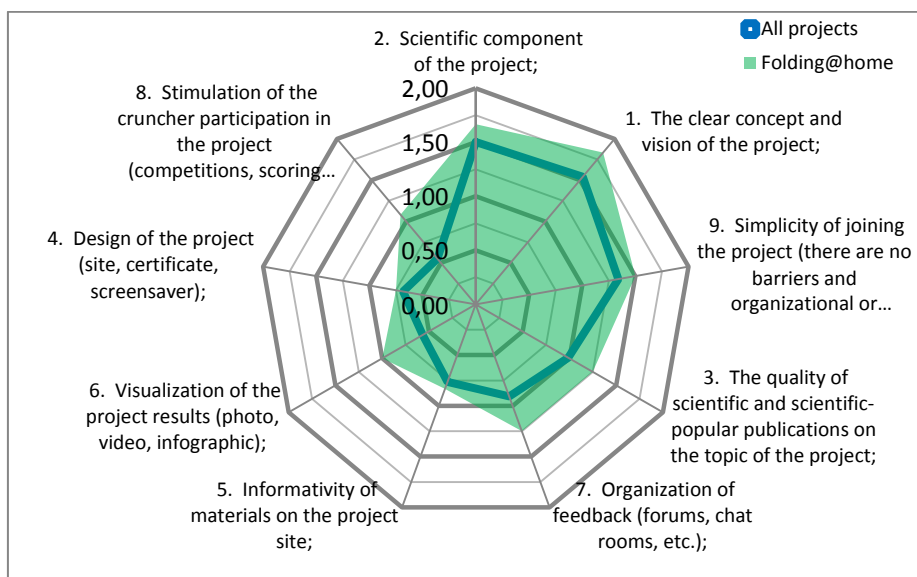 All projects
Folding@home
2. Scientific component
of the project;
8. Stimulation of the
cruncher participation in
the project
(competitions, scoring…
1. The clear concept and
vision of the project;
4. Design of the project
(site, certificate,
screensaver);
9. Simplicity of joining
the project (there are no
barriers and
organizational or…
6. Visualization of the
project results (photo,
video, infographic);
3. The quality of
scientific and scientific-
popular publications on
the topic of the project;
5. Informativity of
materials on the project
site;
7. Organization of
feedback (forums, chat
rooms, etc.);
2,00
1,50
1,00
0,50
0,00